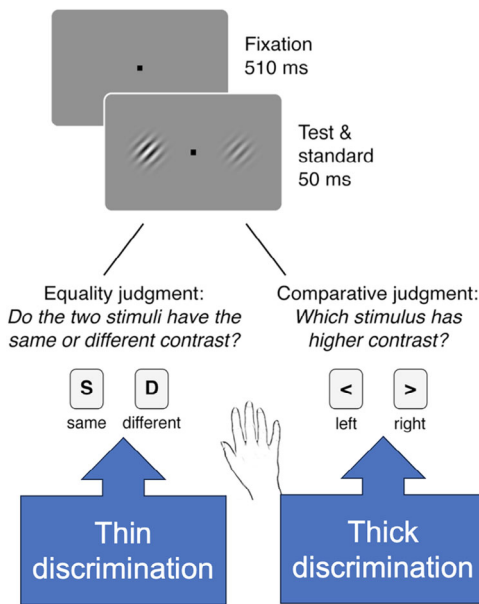 Fixation
510 ms
Test &
standard
50 ms
Equality judgment:
Do the two stimuli have the
same or different contrast?
S D
same different
Comparative judgment:
Which stimulus has
higher contrast?
< >
left right
Thin
discrimination
Thick
discrimination